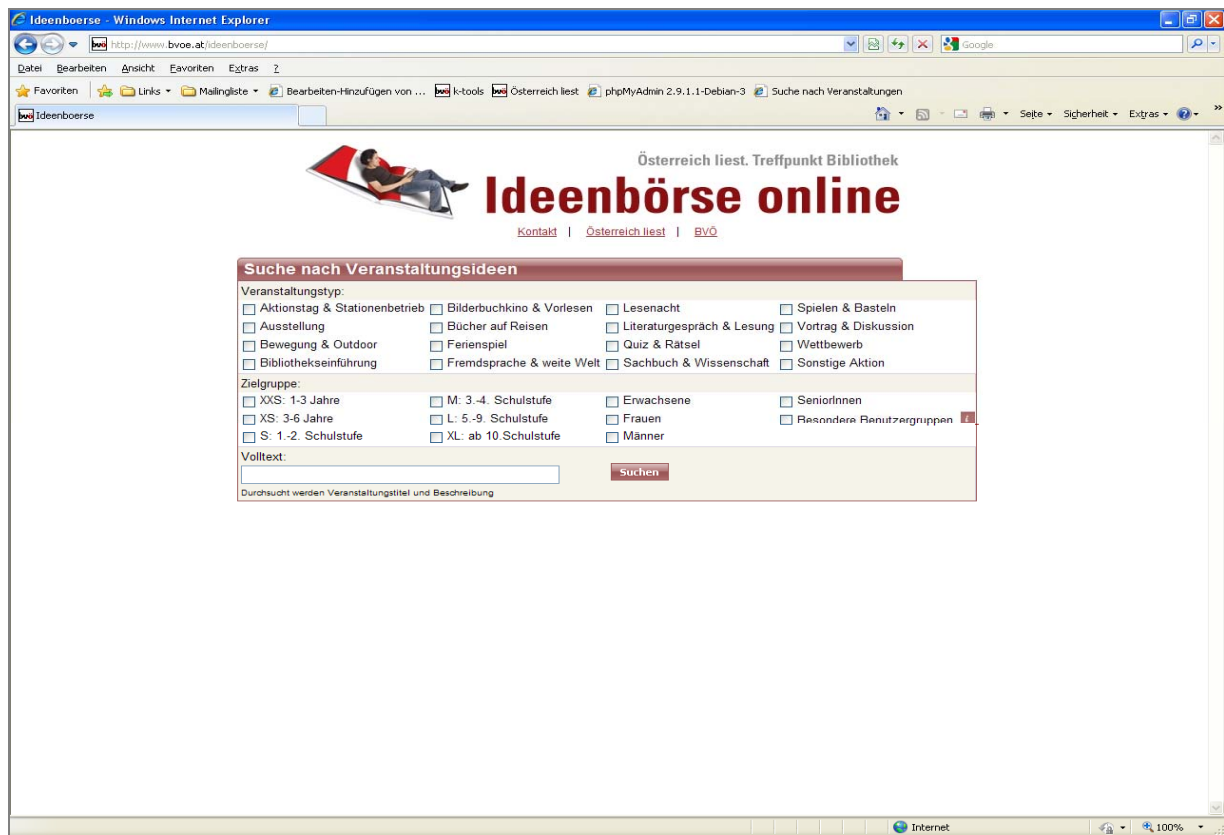 Ideenboerse - Windows Internet Explorer
bvö http://www.bvoe.at/ideenboerse/ Google
Datei Bearbeiten Ansicht Favoriten Extras ?
Favoriten Links Mailingliste Bearbeiten-Hinzufügen von ... bvö k-tools bvö Österreich liest phpMyAdmin 2.9.1.1-Debian-3 Suche nach Veranstaltungen
bvö Ideenboerse Seite Sicherheit Extras »
Österreich liest. Treffpunkt Bibliothek
Ideenbörse online
Kontakt | Österreich liest | BVÖ
Suche nach Veranstaltungsideen
Veranstaltungstyp:
Aktionstag & Stationenbetrieb Bilderbuchkino & Vorlesen Lesenacht Spielen & Basteln
Ausstellung Bücher auf Reisen Literaturgespräch & Lesung Vortrag & Diskussion
Bewegung & Outdoor Ferienspiel Quiz & Rätsel Wettbewerb
Bibliothekseinführung Fremdsprache & weite Welt Sachbuch & Wissenschaft Sonstige Aktion
Zielgruppe:
XXS: 1-3 Jahre M: 3.-4. Schulstufe Erwachsene SeniorInnen
XS: 3-6 Jahre L: 5.-9. Schulstufe Frauen Besondere Benutzergruppen i
S: 1.-2. Schulstufe XL: ab 10.Schulstufe Männer
Volltext:
Suchen
Durchsucht werden Veranstaltungstitel und Beschreibung
Internet 100%